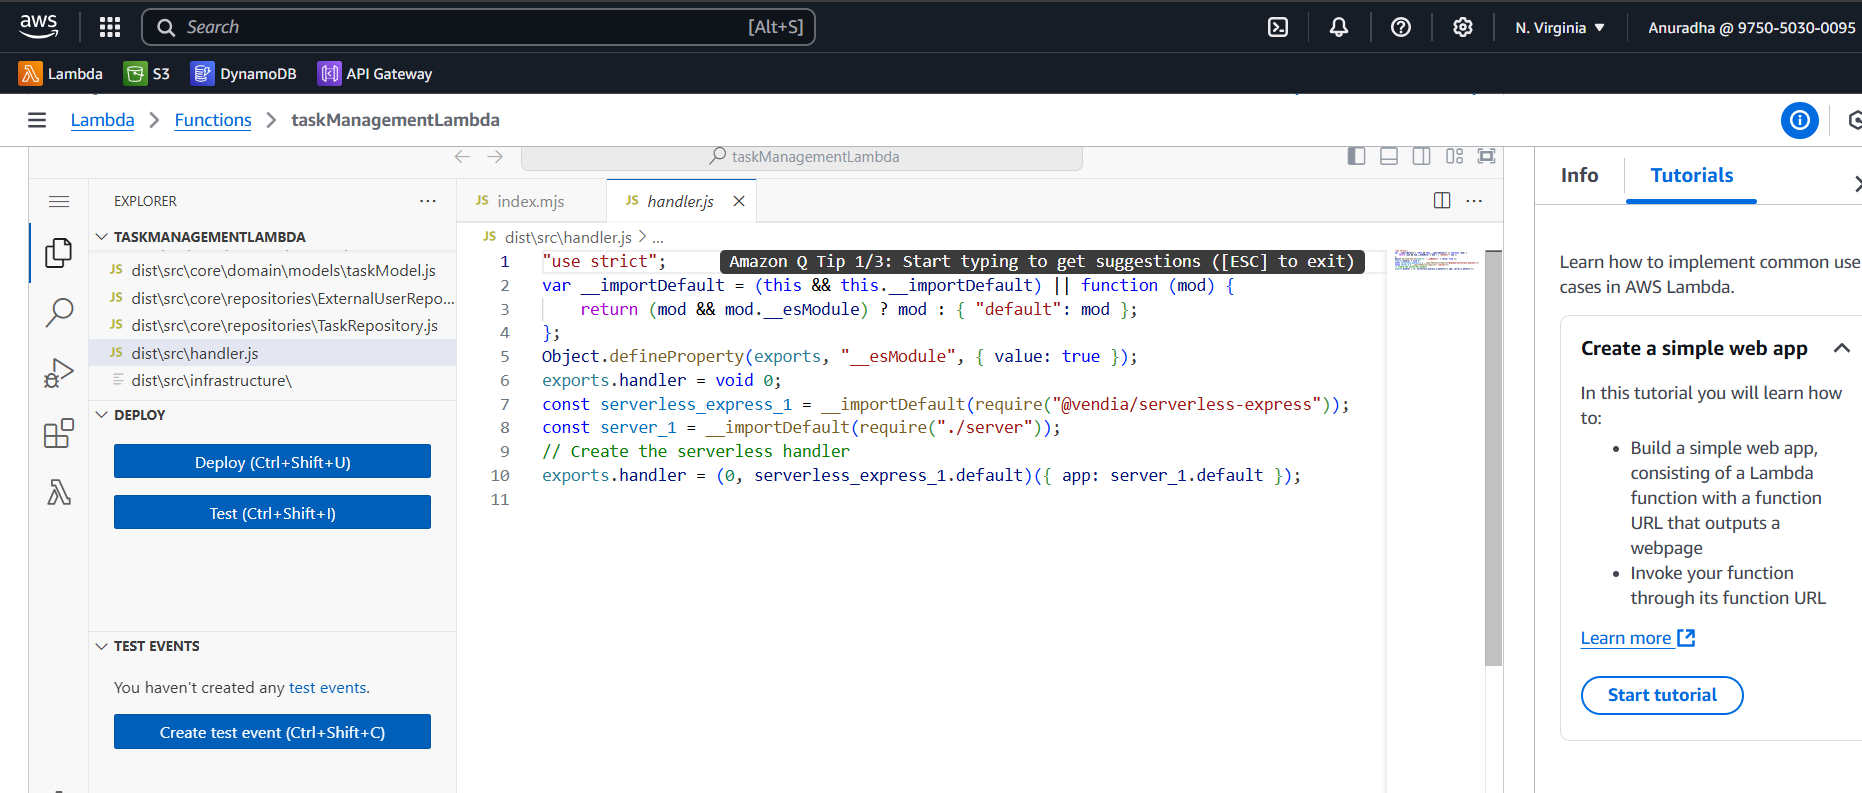 aws
Search
[Alt+S]
N. Virginia ▼
Anuradha @ 9750-5030-0095
Lambda
S3
DynamoDB
API Gateway
Lambda
Functions
taskManagementLambda
taskManagementLambda
EXPLORER
TASKMANAGEMENTLAMBDA
JS dist\src\core\domain\models\taskModel.js
JS dist\src\core\repositories\ExternalUserRepo...
JS dist\src\core\repositories\TaskRepository.js
JS dist\src\handler.js
dist\src\infrastructure\
DEPLOY
Deploy (Ctrl+Shift+U)
Test (Ctrl+Shift+I)
TEST EVENTS
You haven't created any test events.
Create test event (Ctrl+Shift+C)
JS index.mjs
JS handler.js
JS dist\src\handler.js > ...
1 "use strict";
Amazon Q Tip 1/3: Start typing to get suggestions ([ESC] to exit)
2 var __importDefault = (this && this.__importDefault) || function (mod) {
3 return (mod && mod.__esModule) ? mod : { "default": mod };
4 };
5 Object.defineProperty(exports, "__esModule", { value: true });
6 exports.handler = void 0;
7 const serverless_express_1 = __importDefault(require("@vendia/serverless-express"));
8 const server_1 = __importDefault(require("./server"));
9 // Create the serverless handler
10 exports.handler = (0, serverless_express_1.default)({ app: server_1.default });
11
Info
Tutorials
Learn how to implement common use
cases in AWS Lambda.
Create a simple web app
In this tutorial you will learn how
to:
• Build a simple web app,
consisting of a Lambda
function with a function
URL that outputs a
webpage
• Invoke your function
through its function URL
Learn more
Start tutorial